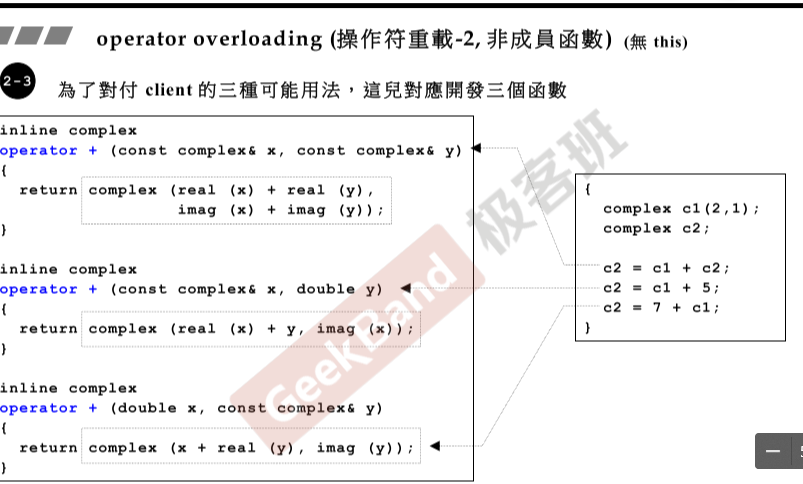 operator overloading (操作符重載-2, 非成員函數) (無 this)
2-3
為了對付 client 的三種可能用法，這兒對應開發三個函數
inline complex
operator + (const complex& x, const complex& y)
{
return complex (real (x) + real (y),
imag (x) + imag (y));
}
inline complex
operator + (const complex& x, double y)
{
return complex (real (x) + y, imag (x));
}
inline complex
operator + (double x, const complex& y)
{
return complex (x + real (y), imag (y));
}
{
complex c1(2,1);
complex c2;
c2 = c1 + c2;
c2 = c1 + 5;
c2 = 7 + c1;
}
GeekBand 极客班